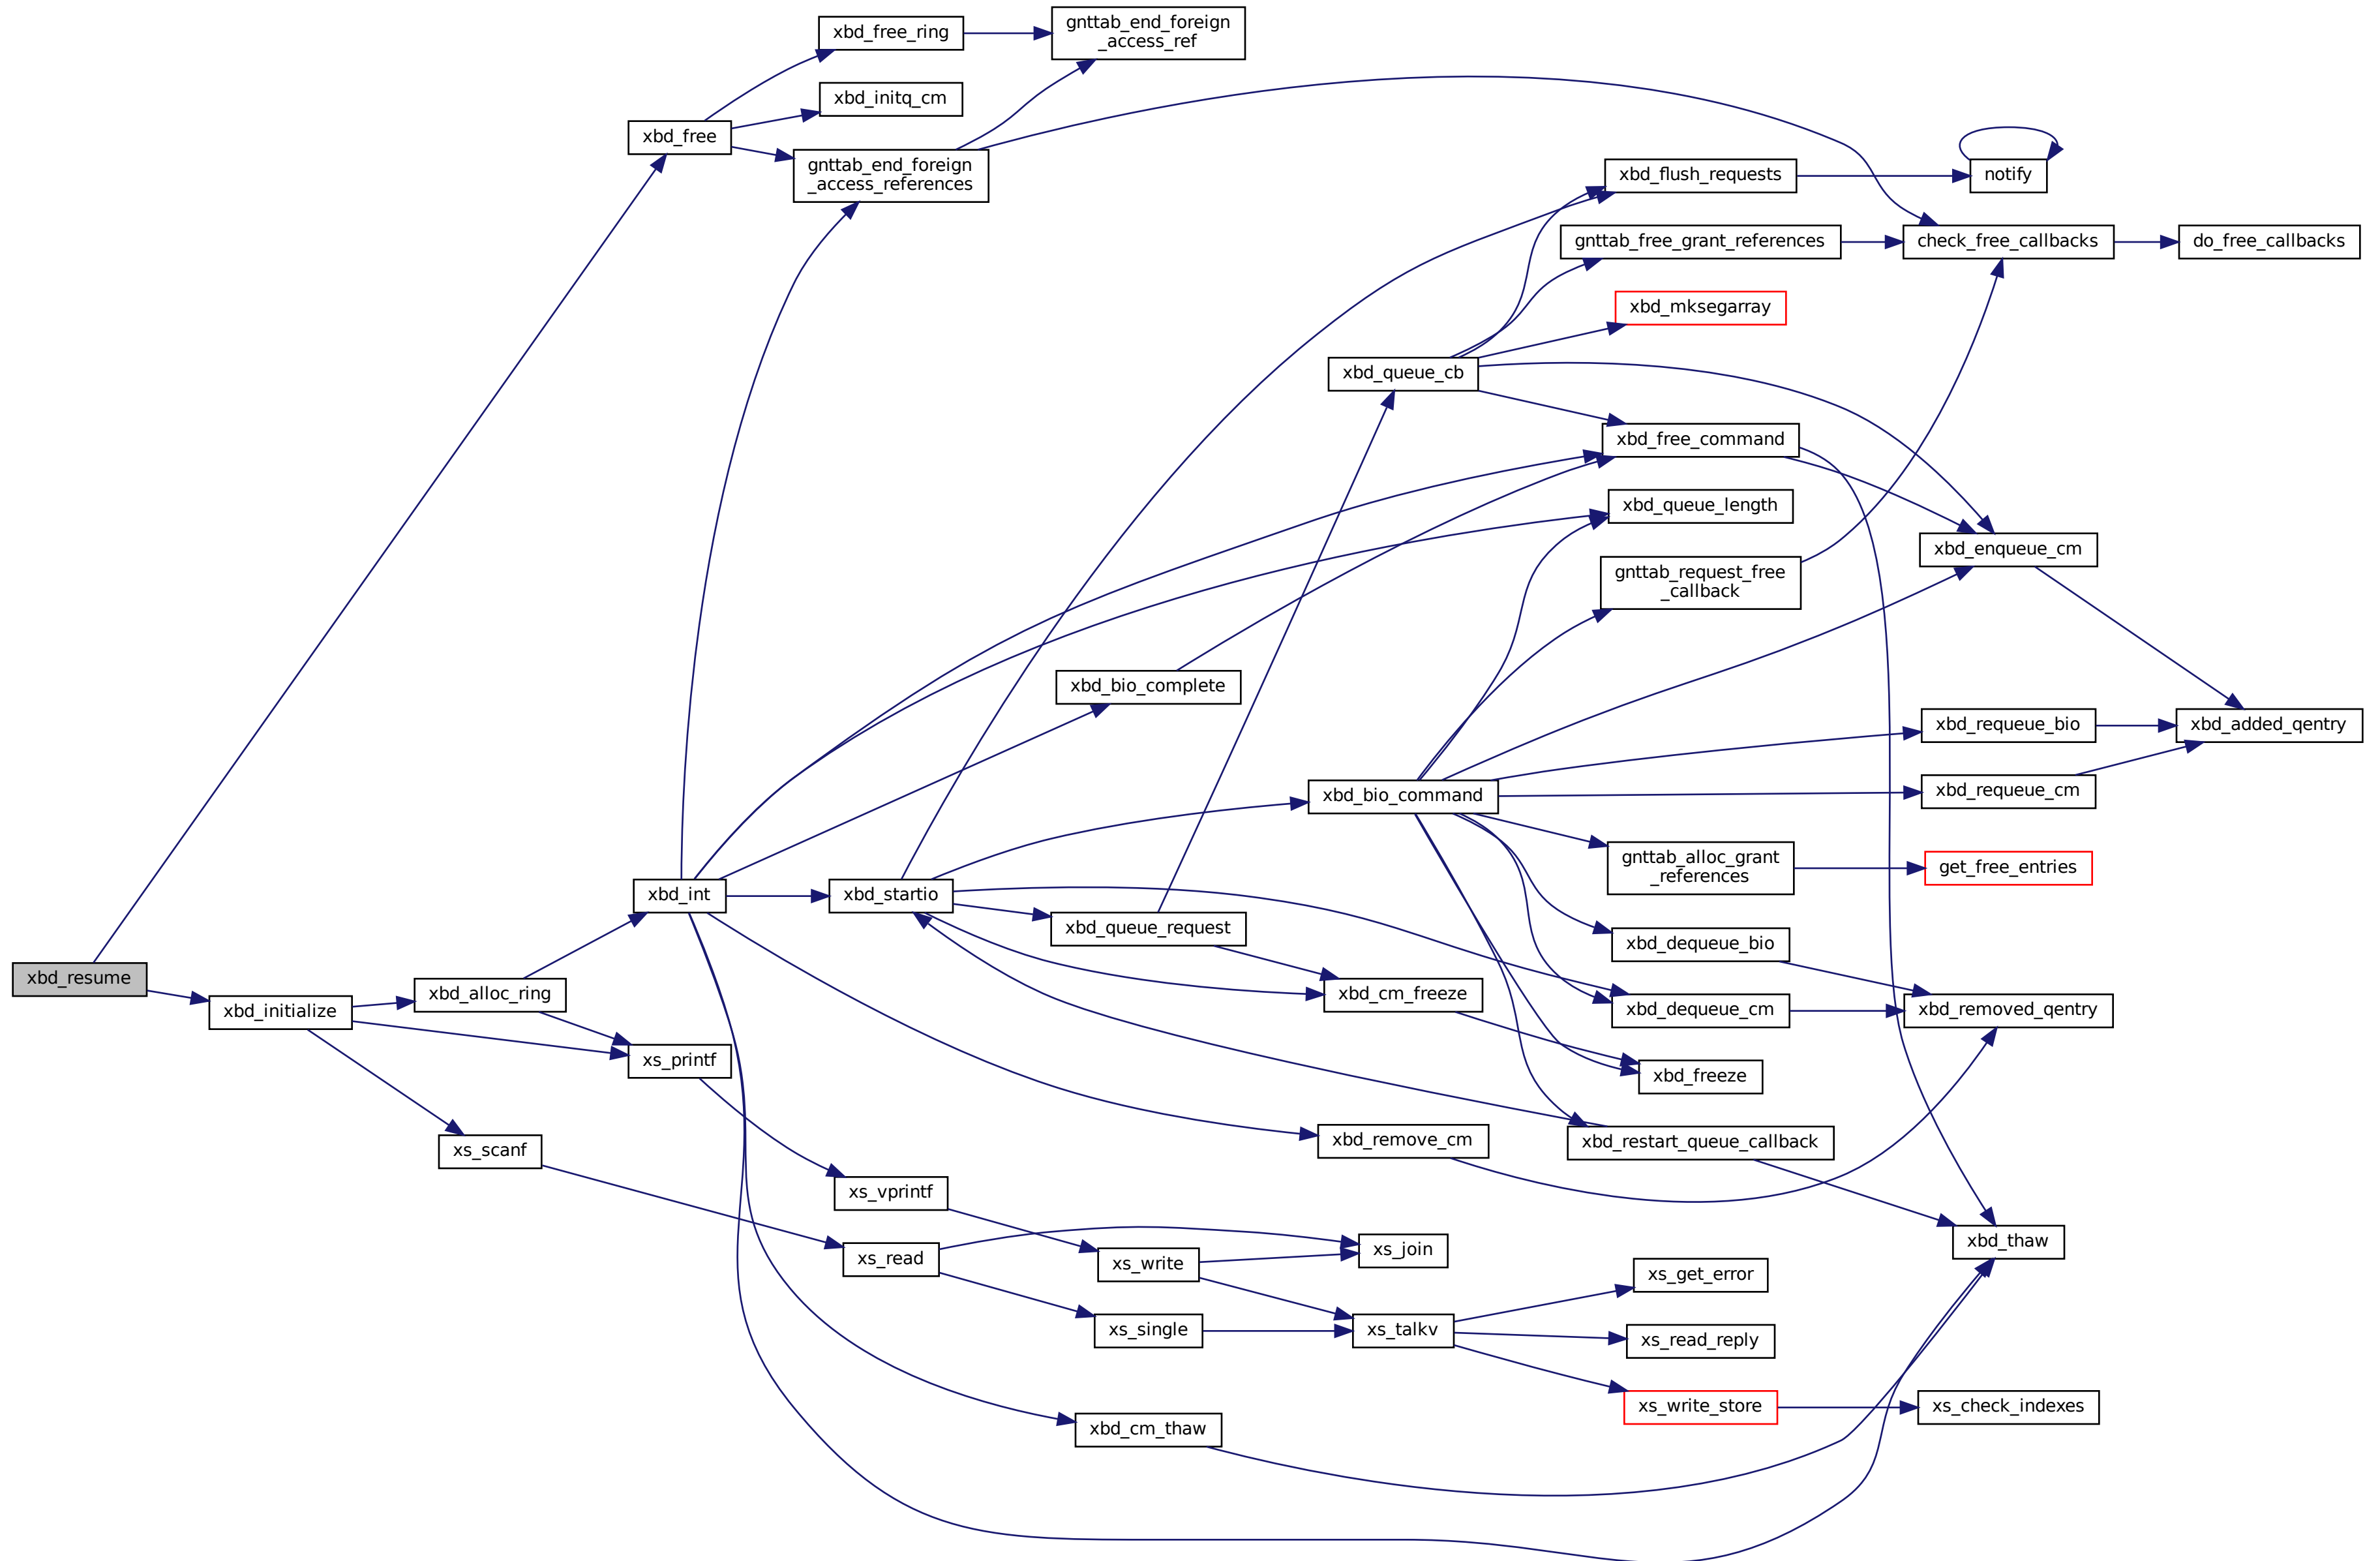 xbd_free_ring
gnttab_end_foreign
_access_ref
xbd_initq_cm
xbd_free
gnttab_end_foreign
_access_references
xbd_flush_requests
notify
gnttab_free_grant_references
check_free_callbacks
do_free_callbacks
xbd_mksegarray
xbd_queue_cb
xbd_free_command
xbd_queue_length
xbd_enqueue_cm
gnttab_request_free
_callback
xbd_bio_complete
xbd_requeue_bio
xbd_added_qentry
xbd_bio_command
xbd_requeue_cm
gnttab_alloc_grant
_references
get_free_entries
xbd_int
xbd_startio
xbd_queue_request
xbd_dequeue_bio
xbd_resume
xbd_alloc_ring
xbd_cm_freeze
xbd_initialize
xbd_dequeue_cm
xbd_removed_qentry
xs_printf
xbd_freeze
xs_scanf
xbd_remove_cm
xbd_restart_queue_callback
xs_vprintf
xbd_thaw
xs_read
xs_write
xs_join
xs_get_error
xs_single
xs_talkv
xs_read_reply
xs_write_store
xs_check_indexes
xbd_cm_thaw